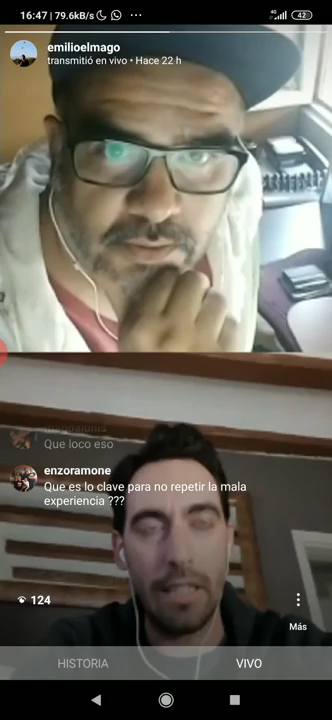 16:47 | 79.6kB/s
42
emilioelmago
transmitió en vivo • Hace 22 h
Que loco eso
enzoramone
Que es lo clave para no repetir la mala
experiencia ???
124
Más
HISTORIA
VIVO